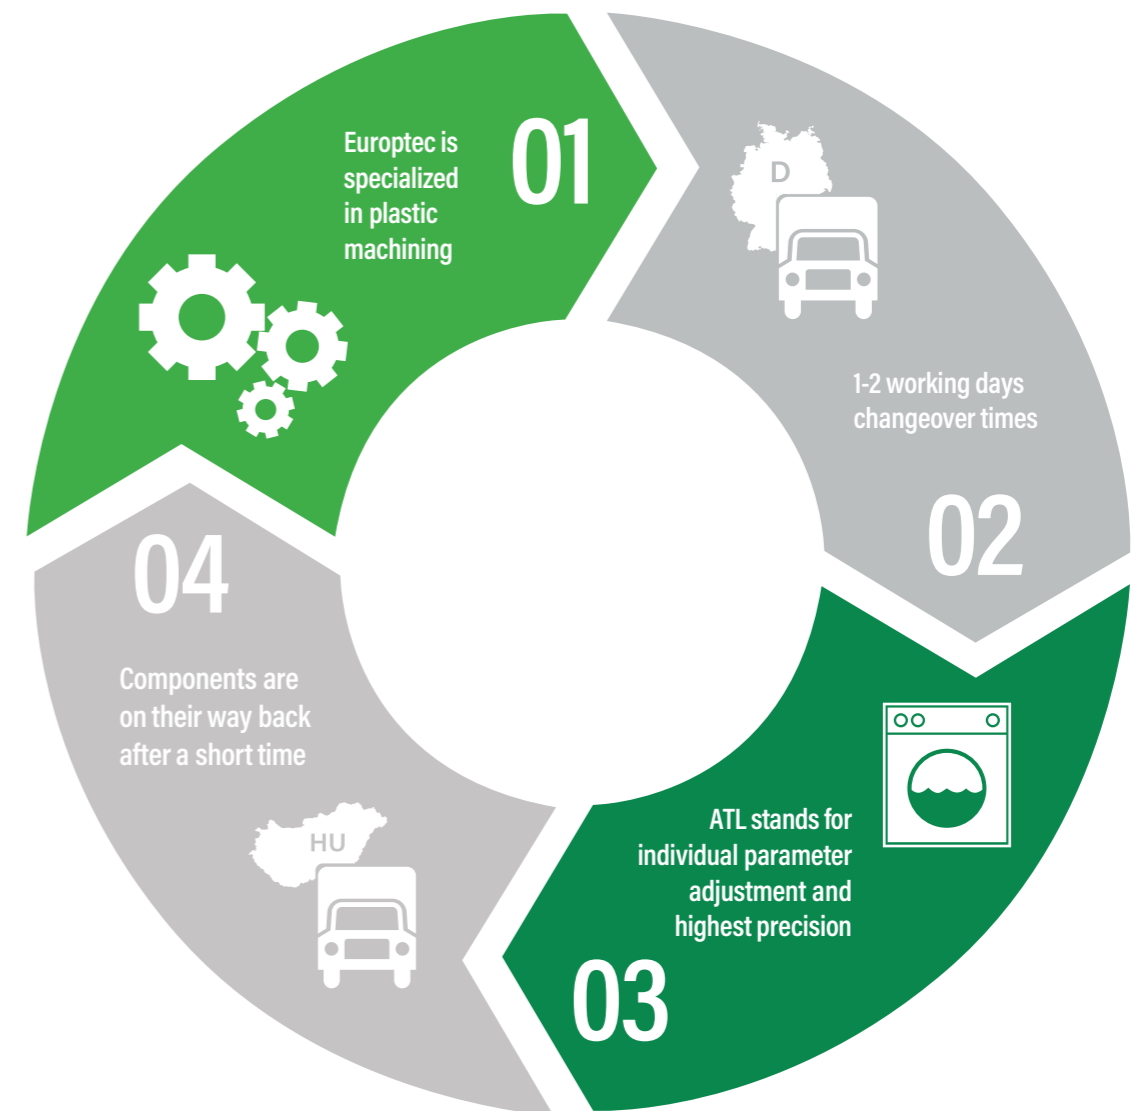 01
Europtec is
specialized
in plastic
machining
D
1-2 working days
changeover times
02
ATL stands for
individual parameter
adjustment and
highest precision
03
04
Components are
on their way back
after a short time
HU